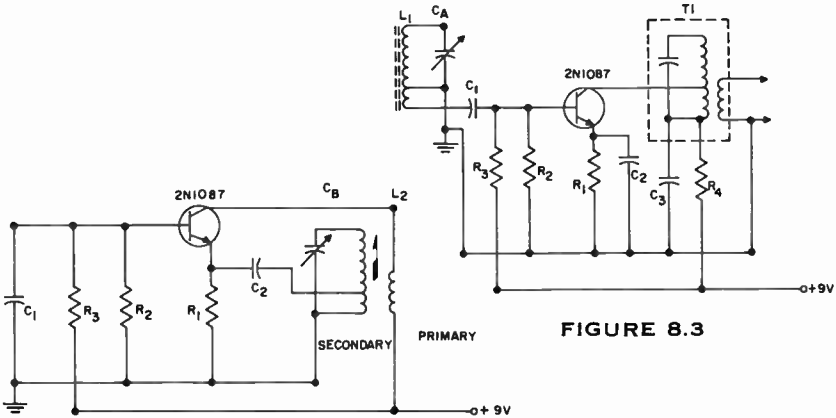 L1
CA
T1
2N1087
C1
R3
R2
R1
C2
C3
R4
+9V
FIGURE 8.3
2N1087
CB
L2
C1
R3
R2
R1
C2
SECONDARY
PRIMARY
+9V